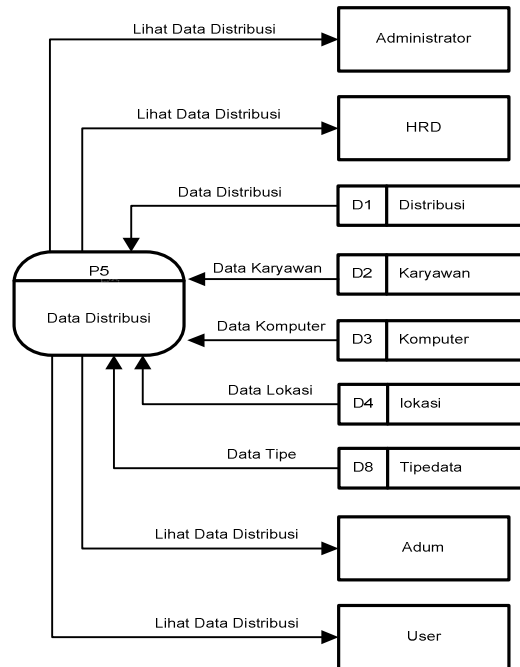 Lihat Data Distribusi
Administrator
Lihat Data Distribusi
HRD
Data Distribusi
D1
Distribusi
P5
Data Distribusi
Data Karyawan
D2
Karyawan
Data Komputer
D3
Komputer
Data Lokasi
D4
lokasi
Data Tipe
D8
Tipedata
Lihat Data Distribusi
Adum
Lihat Data Distribusi
User